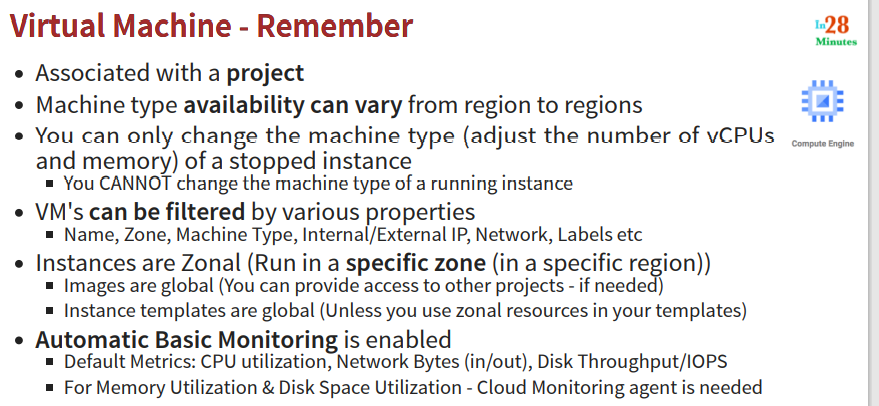 Virtual Machine - Remember
In28
Minutes
Associated with a project
Machine type availability can vary from region to regions
You can only change the machine type (adjust the number of vCPUs
and memory) of a stopped instance
You CANNOT change the machine type of a running instance
VM's can be filtered by various properties
Name, Zone, Machine Type, Internal/External IP, Network, Labels etc
Instances are Zonal (Run in a specific zone (in a specific region))
Images are global (You can provide access to other projects - if needed)
Instance templates are global (Unless you use zonal resources in your templates)
Automatic Basic Monitoring is enabled
Default Metrics: CPU utilization, Network Bytes (in/out), Disk Throughput/IOPS
For Memory Utilization & Disk Space Utilization - Cloud Monitoring agent is needed
Compute Engine